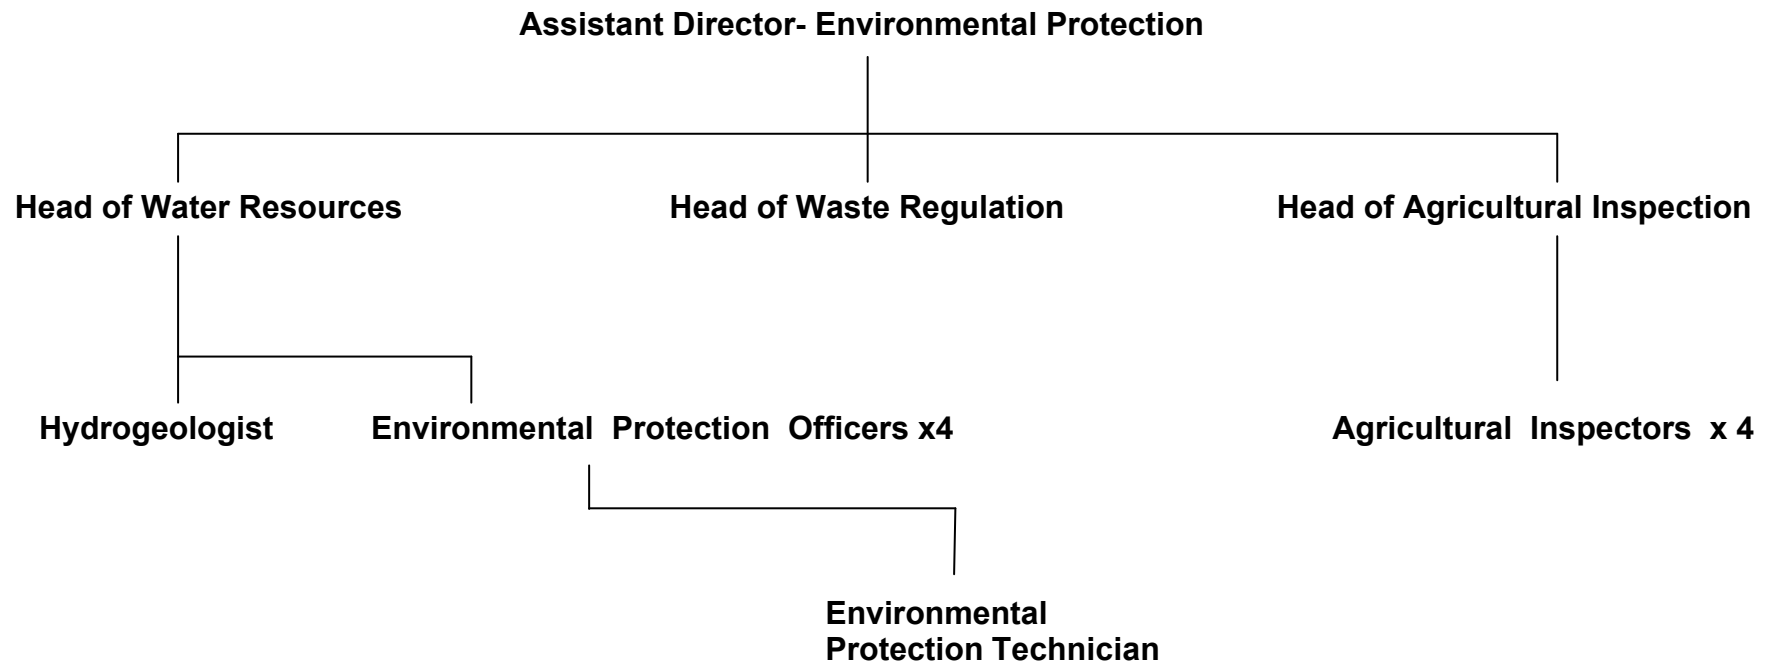 Assistant Director- Environmental Protection
Head of Water Resources
Head of Waste Regulation
Head of Agricultural Inspection
Hydrogeologist
Environmental Protection Officers x4
Agricultural Inspectors x 4
Environmental
Protection Technician